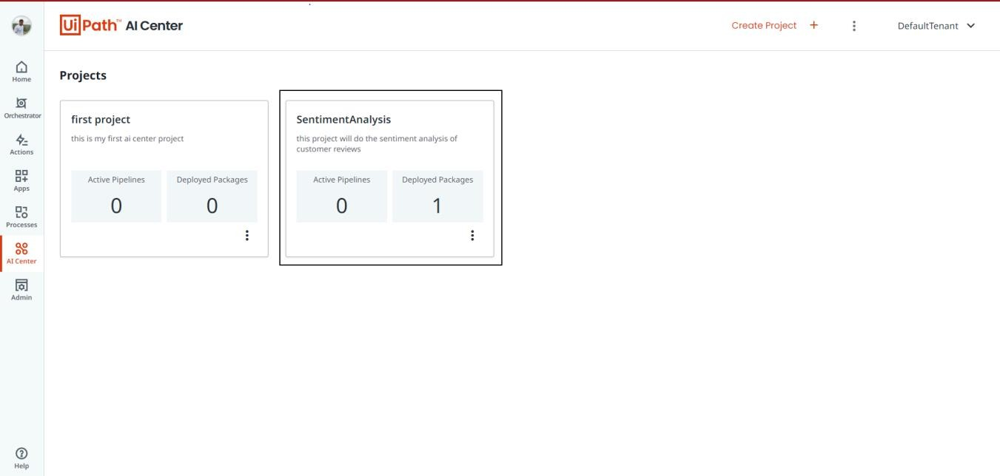 UiPath™ AI Center
Create Project +
DefaultTenant
Home
Orchestrator
Actions
Apps
Processes
AI Center
Admin
Help
Projects
first project
this is my first ai center project
Active Pipelines
0
Deployed Packages
0
SentimentAnalysis
this project will do the sentiment analysis of
customer reviews
Active Pipelines
0
Deployed Packages
1